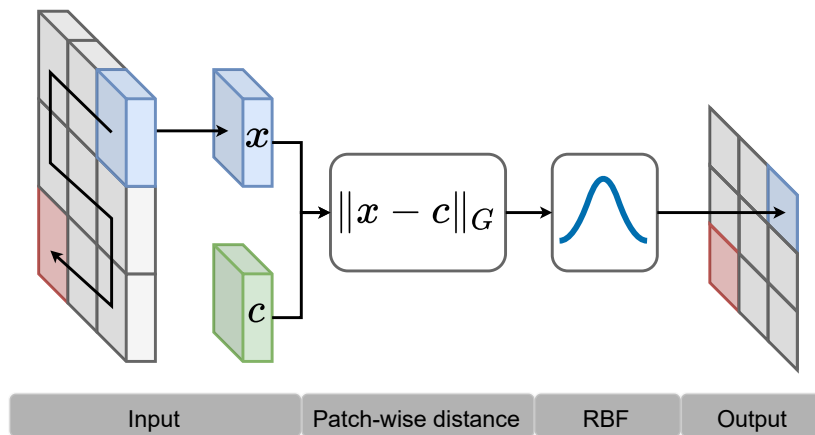 x
‖x − c‖_G
c
Input
Patch-wise distance
RBF
Output